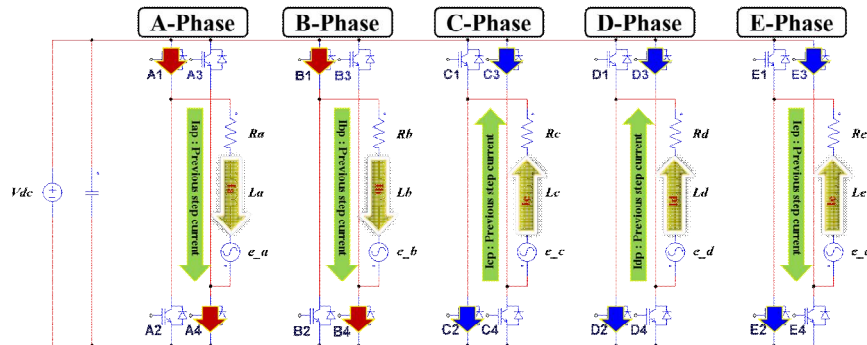 A-Phase B-Phase C-Phase D-Phase E-Phase
A1 A3 B1 B3 C1 C3 D1 D3 E1 E3
Vdc
Iap : Previous step current
Ra
La
e_a
Ibp : Previous step current
Rb
Lb
e_b
Icp : Previous step current
Rc
Lc
e_c
Idp : Previous step current
Rd
Ld
e_d
Iep : Previous step current
Re
Le
A2 A4 B2 B4 C2 C4 D2 D4 E2 E4